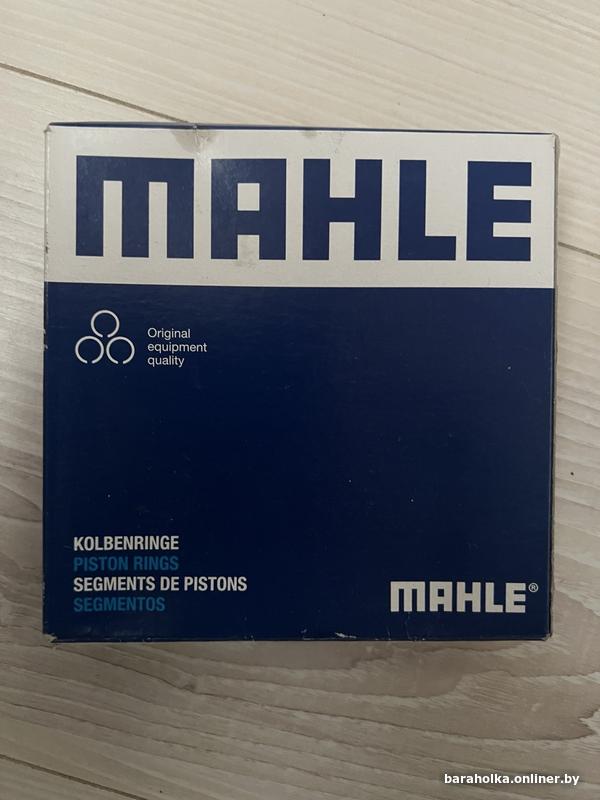 MAHLE
Original
equipment
quality
KOLBENRINGE
PISTON RINGS
SEGMENTS DE PISTONS
SEGMENTOS
MAHLE®
baraholka.onliner.by